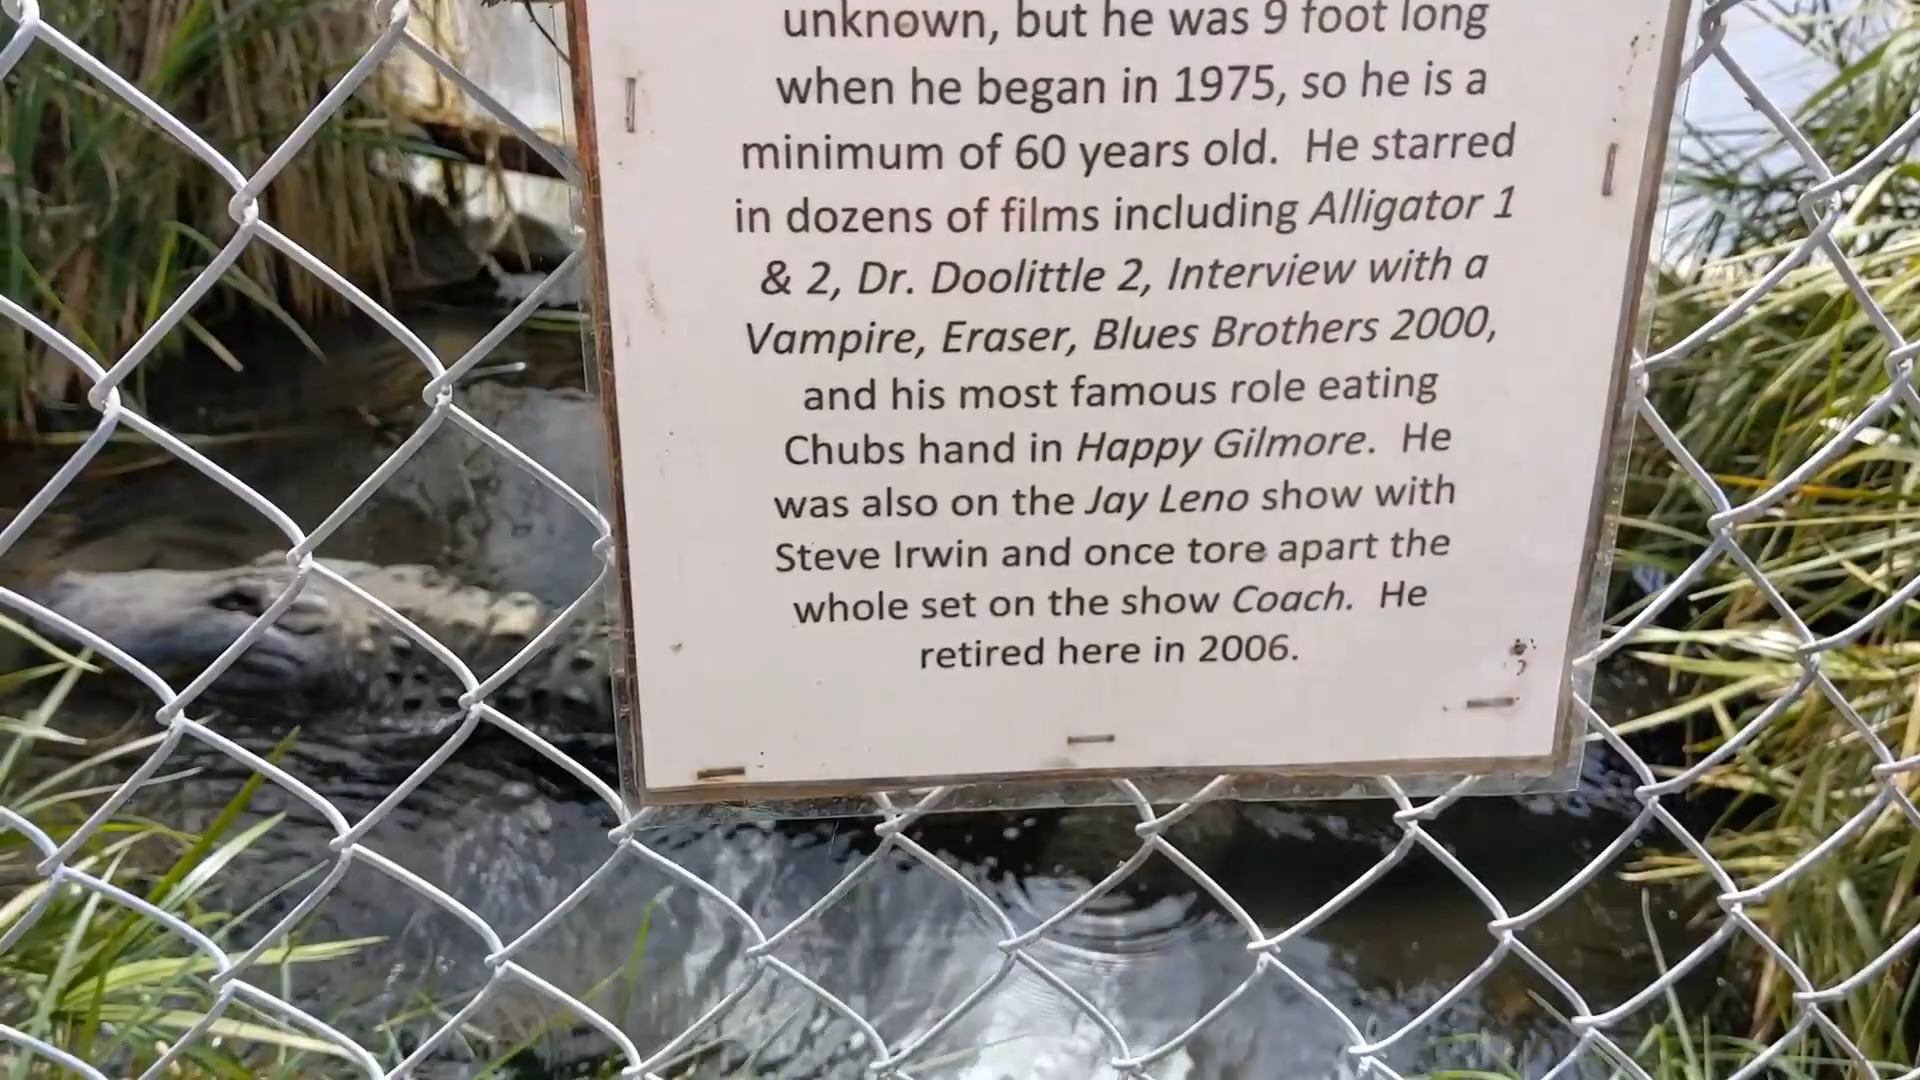 unknown, but he was 9 foot long
when he began in 1975, so he is a
minimum of 60 years old. He starred
in dozens of films including Alligator 1
& 2, Dr. Doolittle 2, Interview with a
Vampire, Eraser, Blues Brothers 2000,
and his most famous role eating
Chubs hand in Happy Gilmore. He
was also on the Jay Leno show with
Steve Irwin and once tore apart the
whole set on the show Coach. He
retired here in 2006.